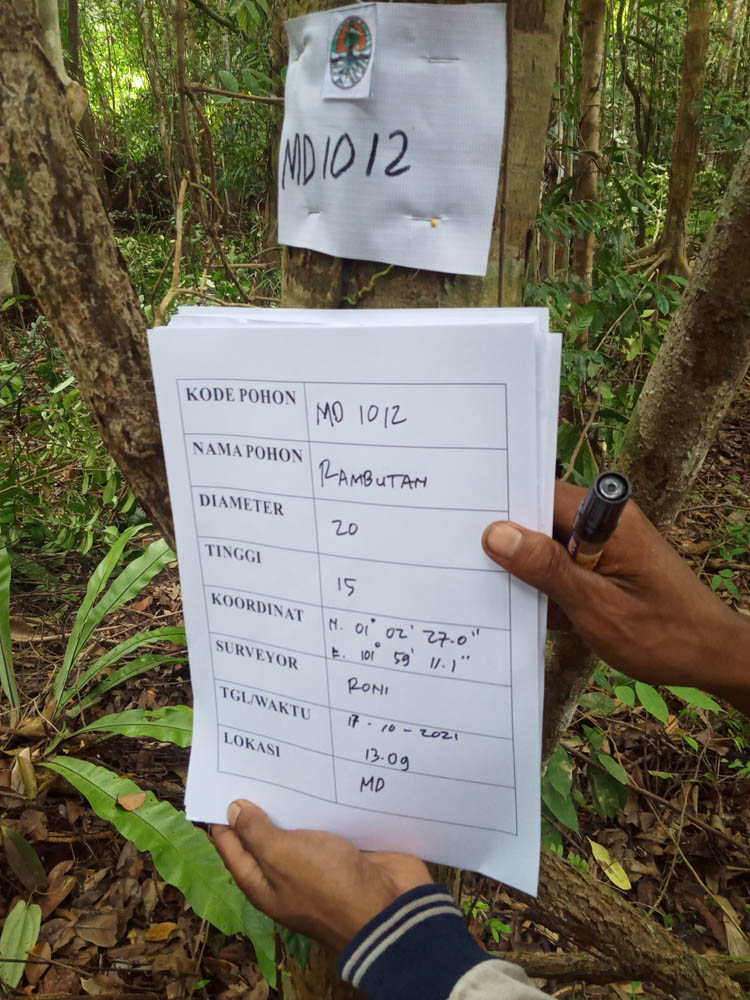 MD1012
KODE POHON MD 1012
NAMA POHON RAMBUTAN
DIAMETER 20
TINGGI 15
KOORDINAT N. 01° 02' 27.0"
E. 101° 59' 11.1"
SURVEYOR RONI
TGL/WAKTU 17-10-2021
13.09
LOKASI MD